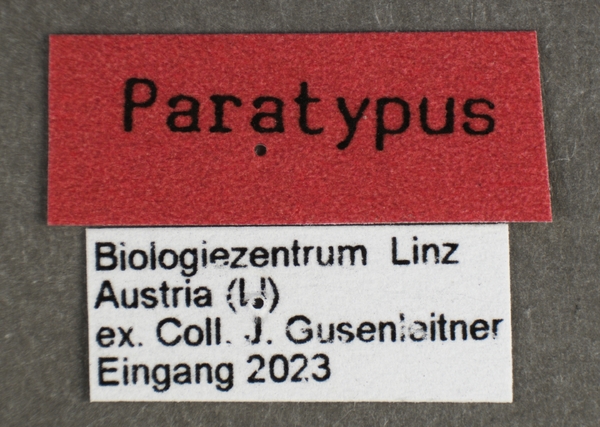 Paratypus
Biologiezentrum Linz
Austria (LI)
ex. Coll. J. Gusenleitner
Eingang 2023